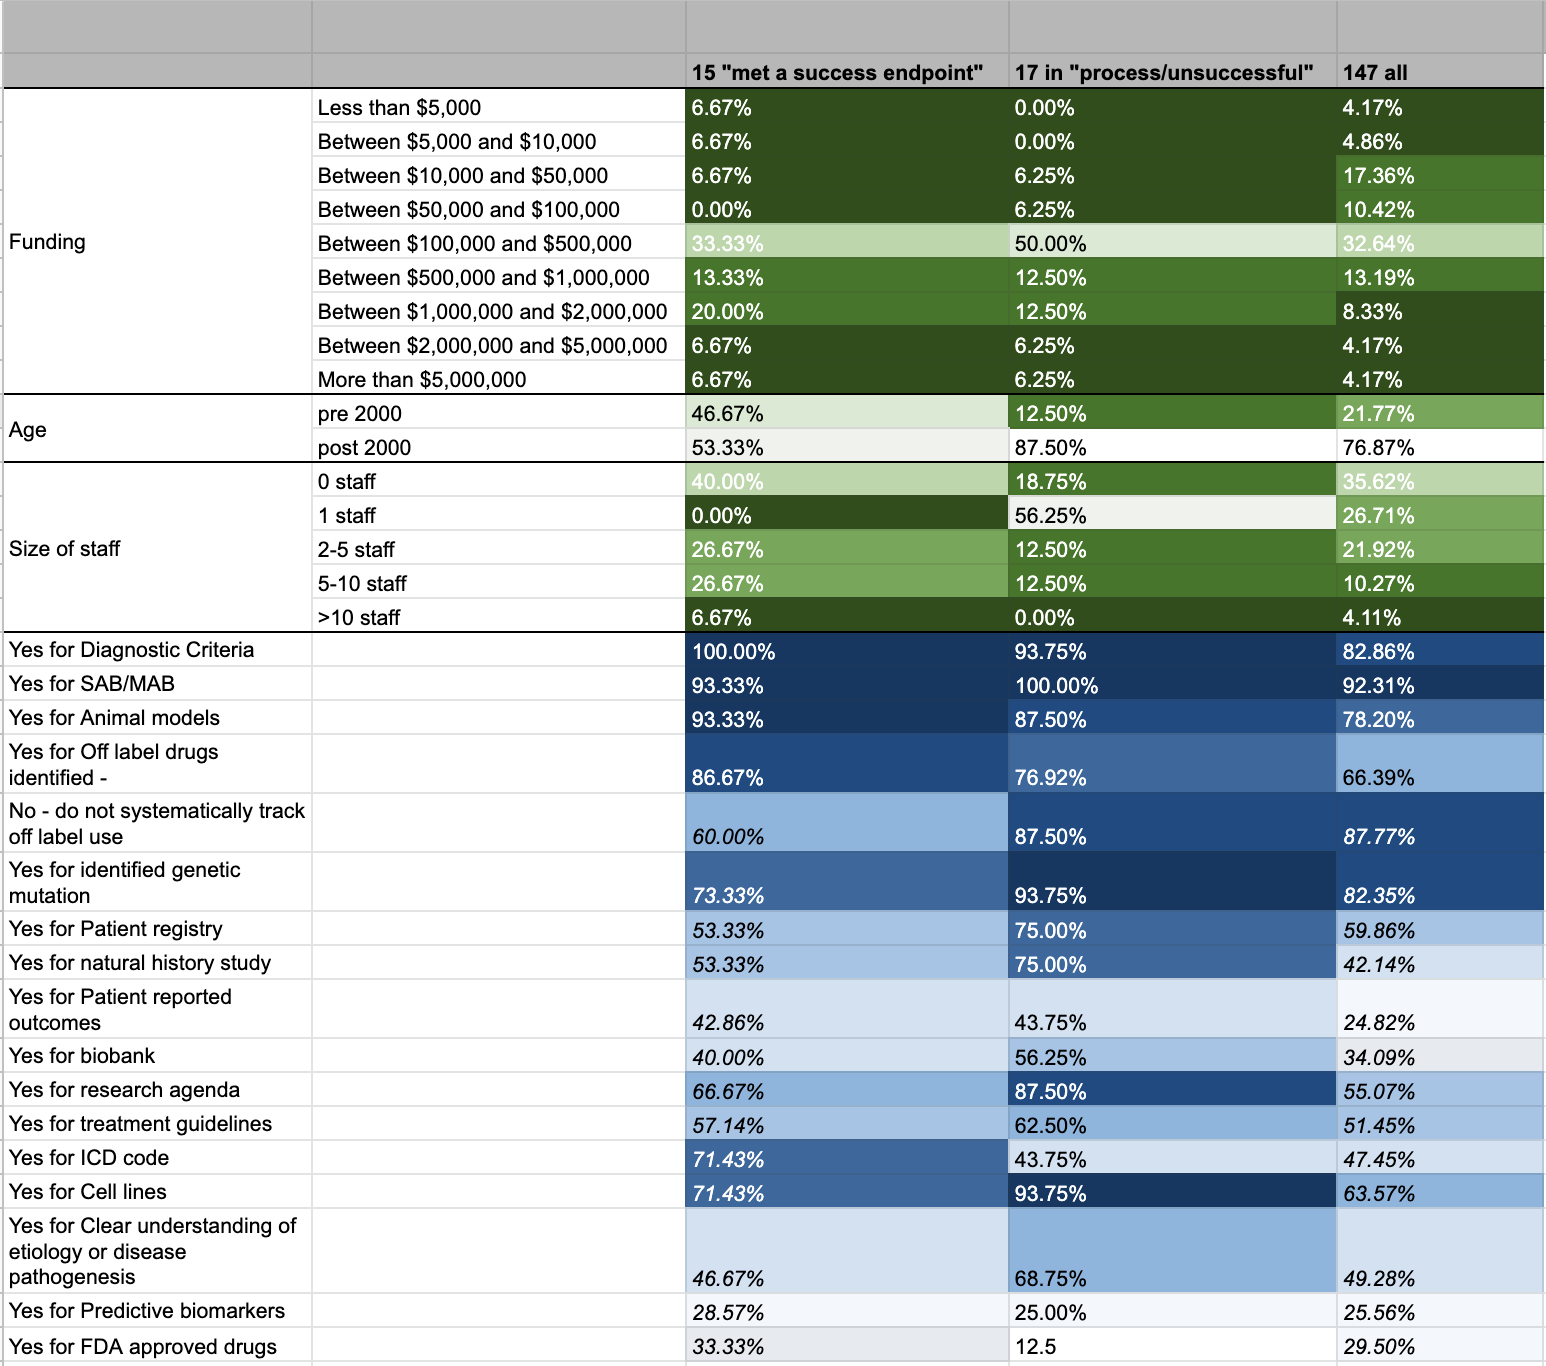 15 "met a success endpoint" 17 in "process/unsuccessful" 147 all
Funding
Less than $5,000 6.67% 0.00% 4.17%
Between $5,000 and $10,000 6.67% 0.00% 4.86%
Between $10,000 and $50,000 6.67% 6.25% 17.36%
Between $50,000 and $100,000 0.00% 6.25% 10.42%
Between $100,000 and $500,000 33.33% 50.00% 32.64%
Between $500,000 and $1,000,000 13.33% 12.50% 13.19%
Between $1,000,000 and $2,000,000 20.00% 12.50% 8.33%
Between $2,000,000 and $5,000,000 6.67% 6.25% 4.17%
More than $5,000,000 6.67% 6.25% 4.17%
Age
pre 2000 46.67% 12.50% 21.77%
post 2000 53.33% 87.50% 76.87%
Size of staff
0 staff 40.00% 18.75% 35.62%
1 staff 0.00% 56.25% 26.71%
2-5 staff 26.67% 12.50% 21.92%
5-10 staff 26.67% 12.50% 10.27%
>10 staff 6.67% 0.00% 4.11%
Yes for Diagnostic Criteria 100.00% 93.75% 82.86%
Yes for SAB/MAB 93.33% 100.00% 92.31%
Yes for Animal models 93.33% 87.50% 78.20%
Yes for Off label drugs
identified - 86.67% 76.92% 66.39%
No - do not systematically track
off label use 60.00% 87.50% 87.77%
Yes for identified genetic
mutation 73.33% 93.75% 82.35%
Yes for Patient registry 53.33% 75.00% 59.86%
Yes for natural history study 53.33% 75.00% 42.14%
Yes for Patient reported
outcomes 42.86% 43.75% 24.82%
Yes for biobank 40.00% 56.25% 34.09%
Yes for research agenda 66.67% 87.50% 55.07%
Yes for treatment guidelines 57.14% 62.50% 51.45%
Yes for ICD code 71.43% 43.75% 47.45%
Yes for Cell lines 71.43% 93.75% 63.57%
Yes for Clear understanding of
etiology or disease
pathogenesis 46.67% 68.75% 49.28%
Yes for Predictive biomarkers 28.57% 25.00% 25.56%
Yes for FDA approved drugs 33.33% 12.5 29.50%